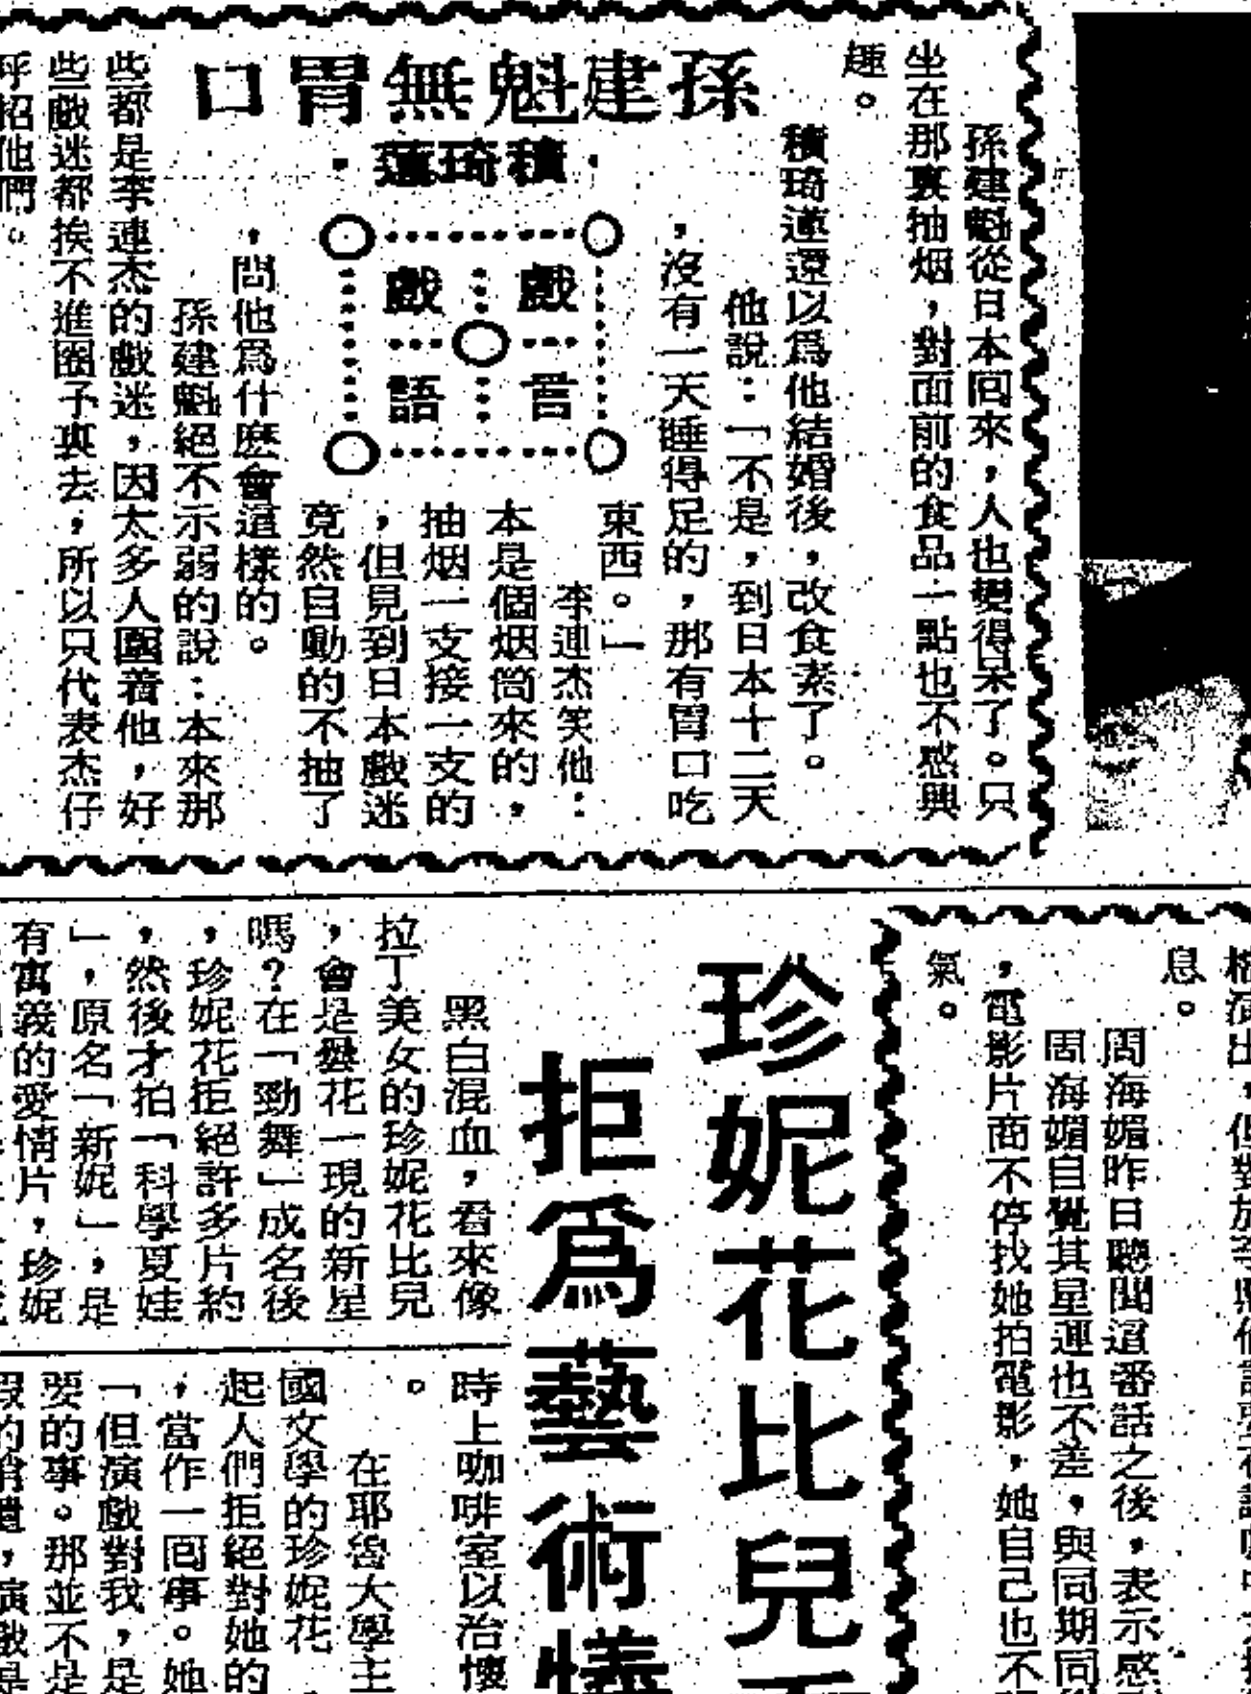 孫建魁無胃口
積琦蓮
戲言
戲語
孫建魁從日本回來，人也變得呆了。只
坐在那裏抽烟，對面前的食品一點也不感興
趣。
積琦蓮還以爲他結婚後，改食素了。
他說：「不是，到日本十二天
，沒有一天睡得足的，那有胃口吃
東西。」
李連杰笑他：
本是個烟筒來的，
抽烟一支接一支的
，但見到日本戲迷
竟然自動的不抽了
，問他爲什麽會這樣的。
孫建魁絕不示弱的說：本來那
些都是李連杰的戲迷，因太多人圍着他，好
些戲迷都挨不進圈子裏去，所以只代表杰仔
呼招他們。
息。
周海媚昨日聽聞這番話之後，表示感
周海媚自覺其星運也不差，與同期同
，電影片商不停找她拍電影，她自己也不
氣。
珍妮花比兒
拒爲藝術犧
黑白混血，看來像
拉丁美女的珍妮花比兒
，會是曇花一現的新星
嗎？在「勁舞」成名後
，珍妮花拒絕許多片約
，然後才拍「科學夏娃
」，原名「新妮」，是
有寓義的愛情片，珍妮
時上咖啡室以治懷
。
在耶魯大學主
國文學的珍妮花
起人們拒絕對她的
，當作一回事。她
「但演戲對我，是
要的事。那並不是